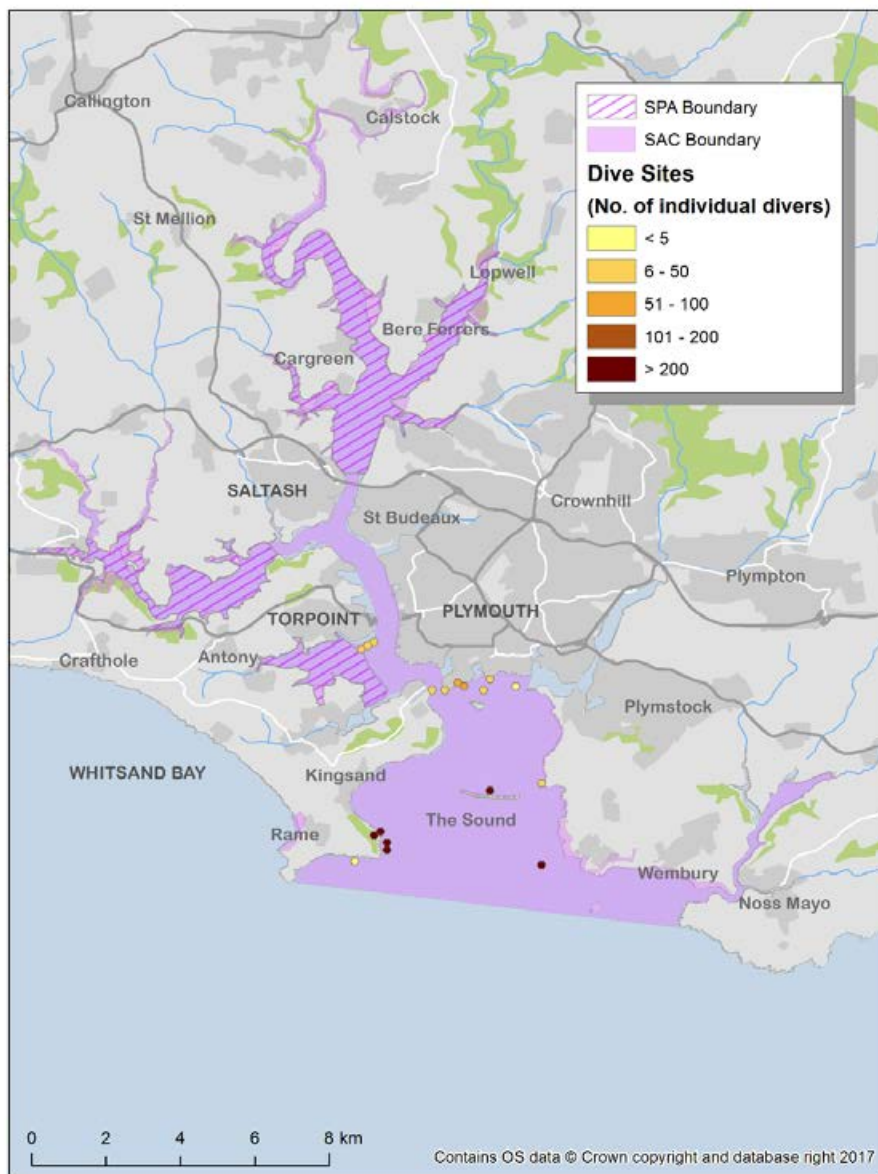 Callington
Calstock
St Mellion
Lopwell
Bere Ferrers
Cargreen
SALTASH
St Budeaux
Crownhill
Plympton
TORPOINT
PLYMOUTH
Crafthole
Antony
Plymstock
WHITSAND BAY
Kingsand
The Sound
Rame
Wembury
Noss Mayo
SPA Boundary
SAC Boundary
Dive Sites
(No. of individual divers)
< 5
6 - 50
51 - 100
101 - 200
> 200
0 2 4 6 8 km
Contains OS data © Crown copyright and database right 2017